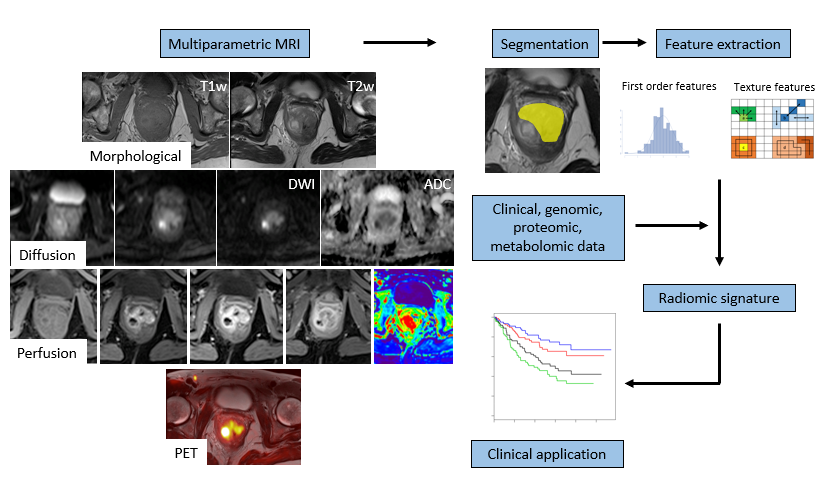 Multiparametric MRI
Segmentation
Feature extraction
T1w
T2w
Morphological
First order features
Texture features
DWI
ADC
Diffusion
Clinical, genomic,
proteomic,
metabolomic data
Radiomic signature
Perfusion
PET
Clinical application